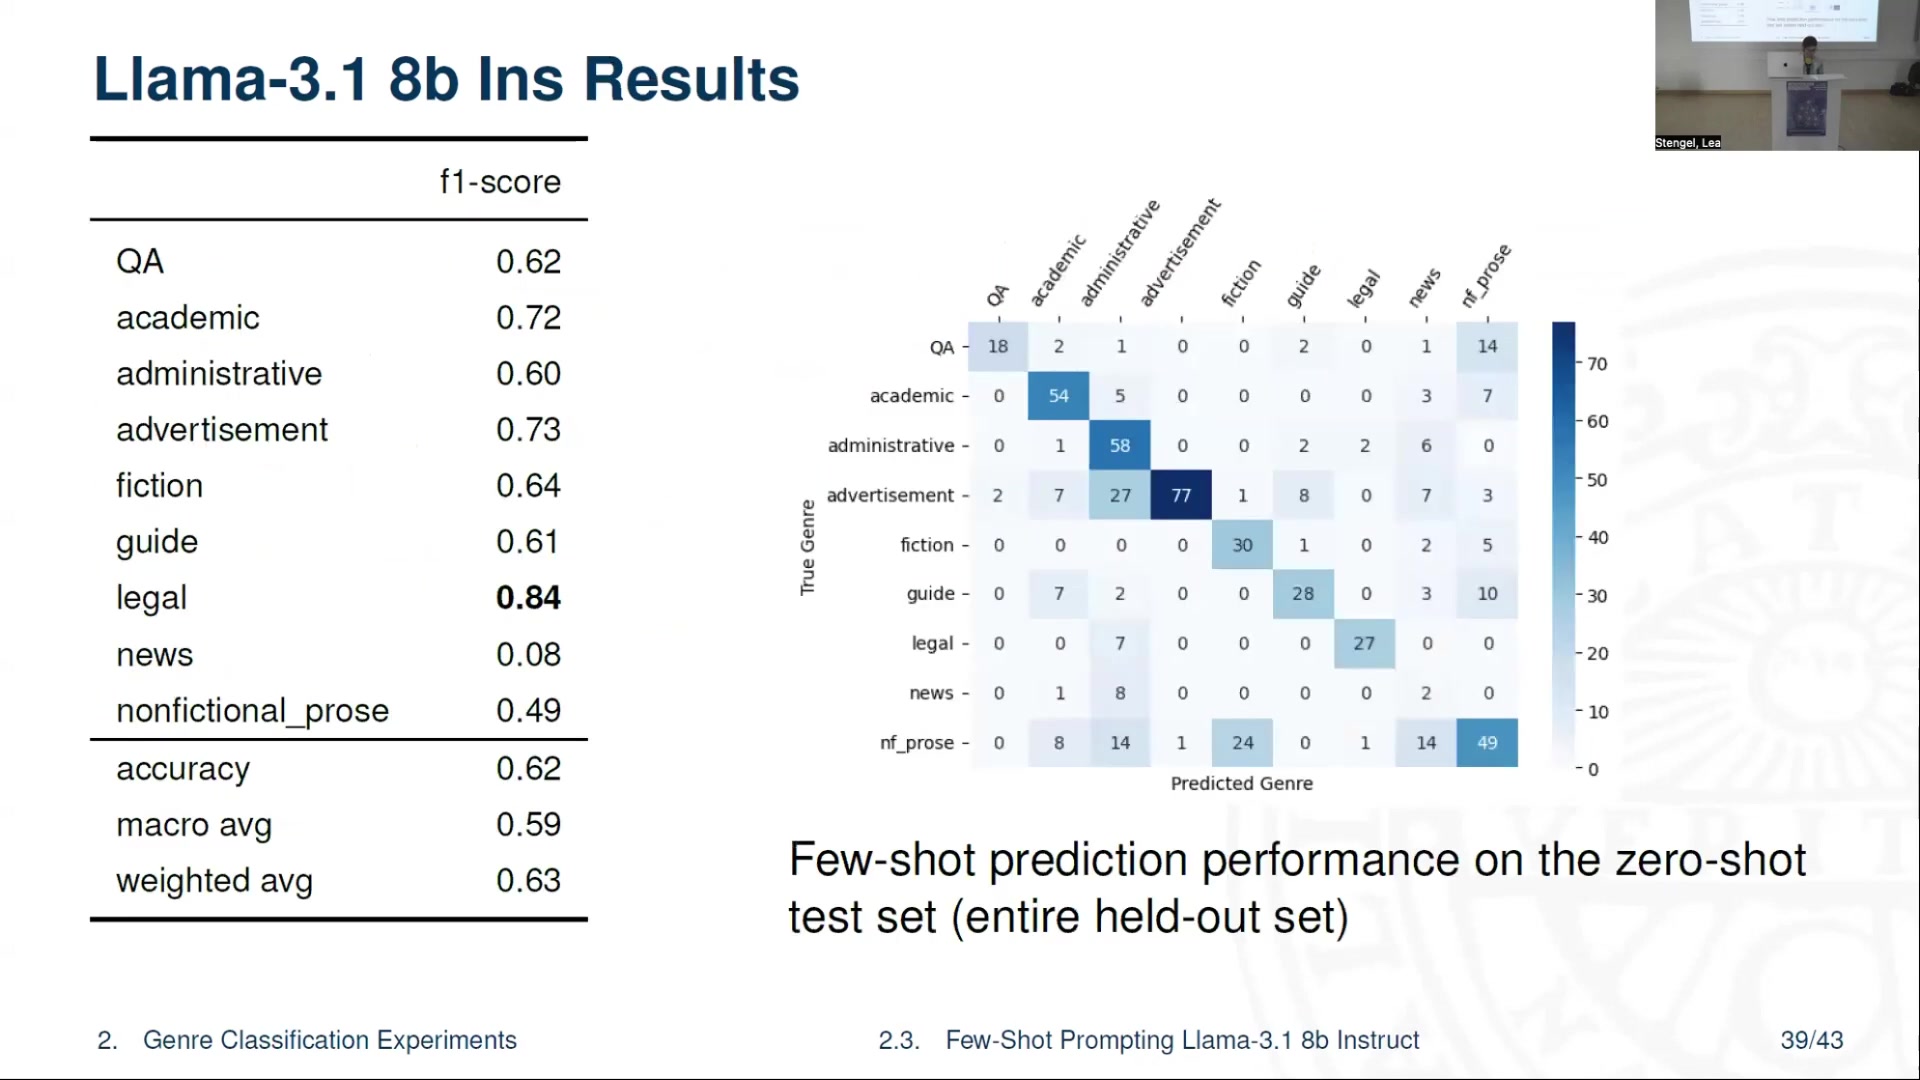 Llama-3.1 8b Ins Results
Stengel, Lea
f1-score
QA 0.62
academic 0.72
administrative 0.60
advertisement 0.73
fiction 0.64
guide 0.61
legal 0.84
news 0.08
nonfictional_prose 0.49
accuracy 0.62
macro avg 0.59
weighted avg 0.63
QA academic administrative advertisement fiction guide legal news nf_prose
True Genre
QA 18 2 1 0 0 2 0 1 14
academic 0 54 5 0 0 0 0 3 7
administrative 0 1 58 0 0 2 2 6 0
advertisement 2 7 27 77 1 8 0 7 3
fiction 0 0 0 0 30 1 0 2 5
guide 0 7 2 0 0 28 0 3 10
legal 0 0 7 0 0 0 27 0 0
news 0 1 8 0 0 0 0 2 0
nf_prose 0 8 14 1 24 0 1 14 49
Predicted Genre
70
60
50
40
30
20
10
0
Few-shot prediction performance on the zero-shot
test set (entire held-out set)
2. Genre Classification Experiments 2.3. Few-Shot Prompting Llama-3.1 8b Instruct 39/43